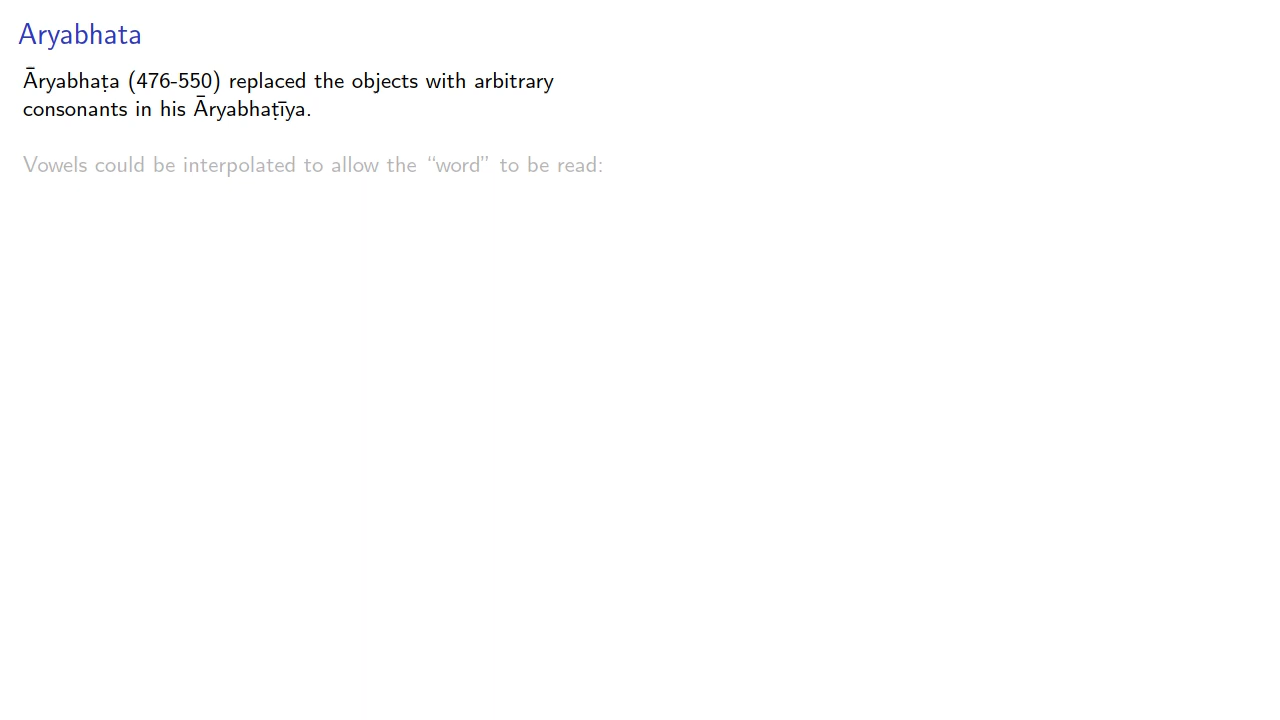 Aryabhata
Āryabhaṭa (476-550) replaced the objects with arbitrary
consonants in his Āryabhaṭīya.
Vowels could be interpolated to allow the “word” to be read: